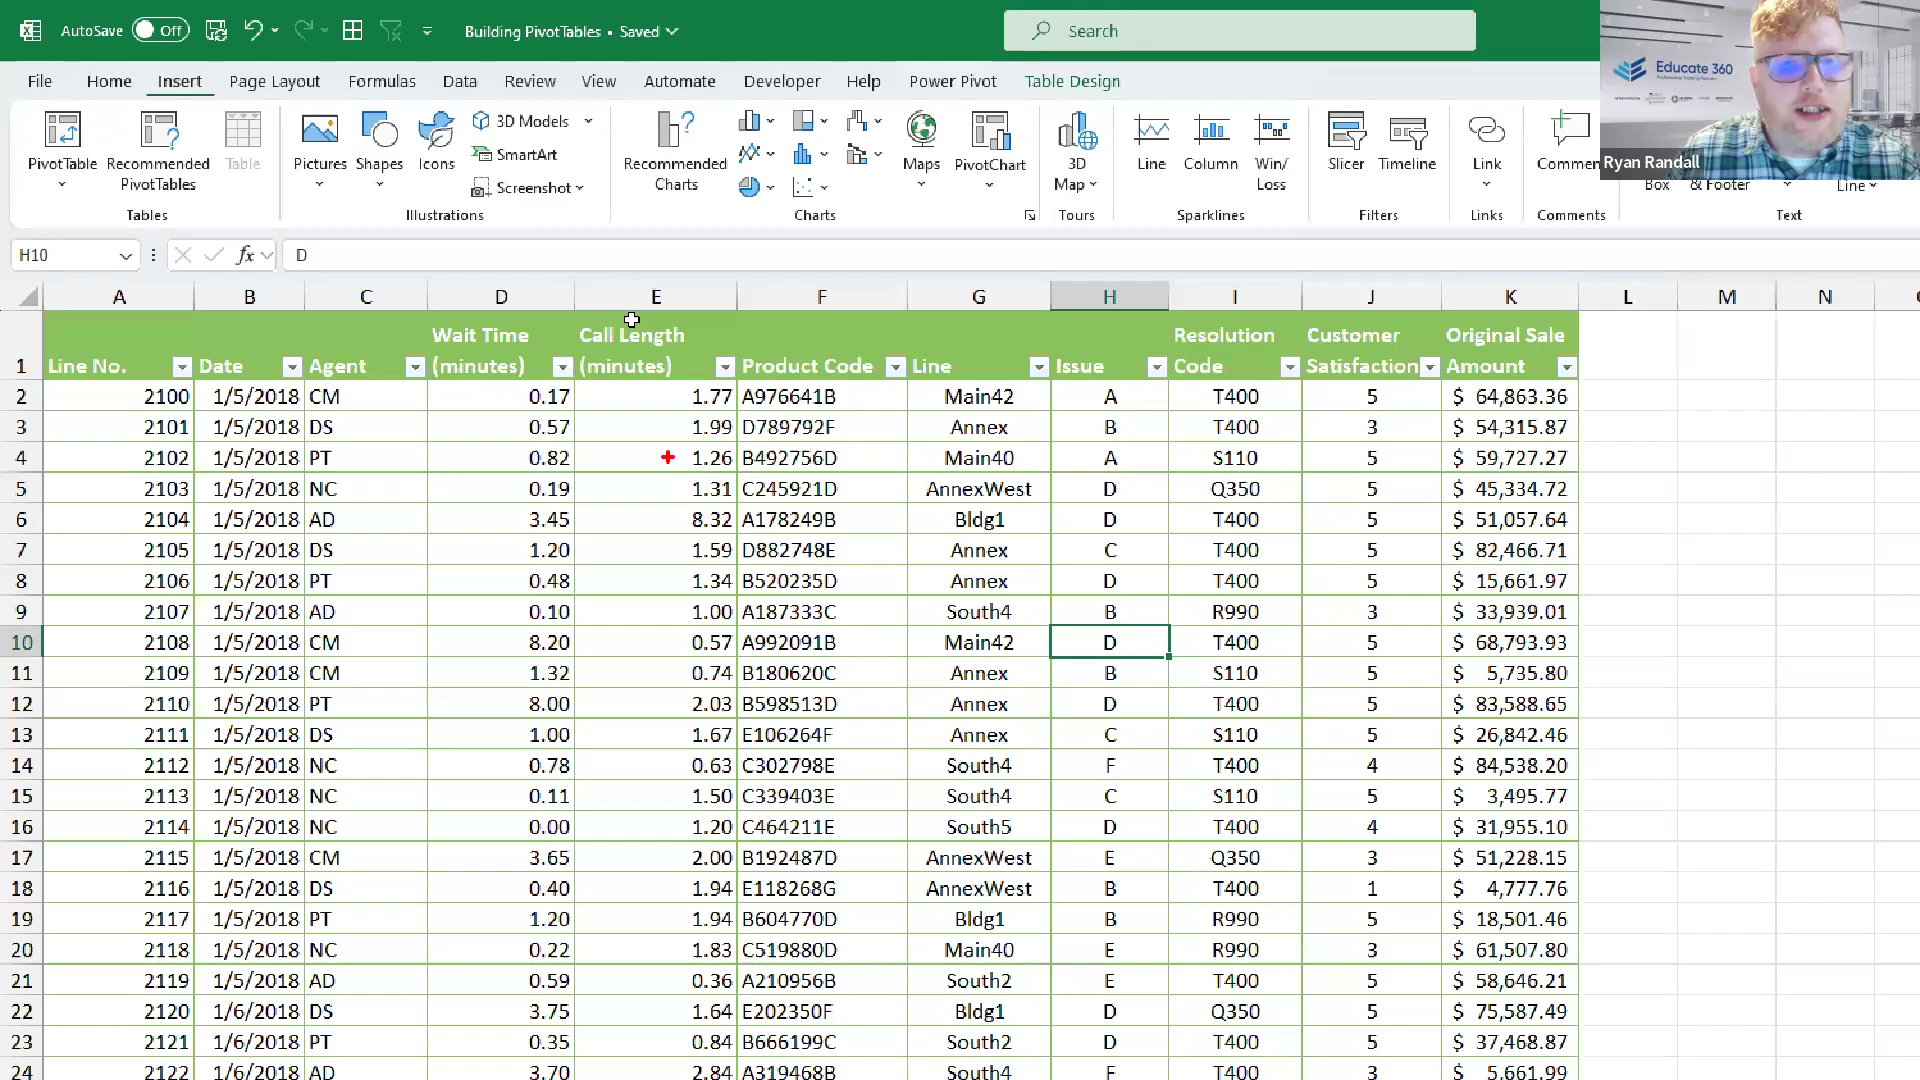 AutoSave Off Building PivotTables • Saved Search
File Home Insert Page Layout Formulas Data Review View Automate Developer Help Power Pivot Table Design
Educate 360
PivotTable Recommended PivotTables Table
Tables
Pictures Shapes Icons 3D Models SmartArt Screenshot
Illustrations
Recommended Charts Maps PivotChart
Charts
3D Map
Tours
Line Column Win/Loss
Sparklines
Slicer Timeline
Filters
Link
Links
Commen
Comments
Ryan Randall
Box & Footer Line
Text
H10 fx D
A B C D E F G H I J K L M N
Wait Time Call Length Resolution Customer Original Sale
1 Line No. Date Agent (minutes) (minutes) Product Code Line Issue Code Satisfaction Amount
2 2100 1/5/2018 CM 0.17 1.77 A976641B Main42 A T400 5 $ 64,863.36
3 2101 1/5/2018 DS 0.57 1.99 D789792F Annex B T400 3 $ 54,315.87
4 2102 1/5/2018 PT 0.82 1.26 B492756D Main40 A S110 5 $ 59,727.27
5 2103 1/5/2018 NC 0.19 1.31 C245921D AnnexWest D Q350 5 $ 45,334.72
6 2104 1/5/2018 AD 3.45 8.32 A178249B Bldg1 D T400 5 $ 51,057.64
7 2105 1/5/2018 DS 1.20 1.59 D882748E Annex C T400 5 $ 82,466.71
8 2106 1/5/2018 PT 0.48 1.34 B520235D Annex D T400 5 $ 15,661.97
9 2107 1/5/2018 AD 0.10 1.00 A187333C South4 B R990 3 $ 33,939.01
10 2108 1/5/2018 CM 8.20 0.57 A992091B Main42 D T400 5 $ 68,793.93
11 2109 1/5/2018 CM 1.32 0.74 B180620C Annex B S110 5 $ 5,735.80
12 2110 1/5/2018 PT 8.00 2.03 B598513D Annex D T400 5 $ 83,588.65
13 2111 1/5/2018 DS 1.00 1.67 E106264F Annex C S110 5 $ 26,842.46
14 2112 1/5/2018 NC 0.78 0.63 C302798E South4 F T400 4 $ 84,538.20
15 2113 1/5/2018 NC 0.11 1.50 C339403E South4 C S110 5 $ 3,495.77
16 2114 1/5/2018 NC 0.00 1.20 C464211E South5 D T400 4 $ 31,955.10
17 2115 1/5/2018 CM 3.65 2.00 B192487D AnnexWest E Q350 3 $ 51,228.15
18 2116 1/5/2018 DS 0.40 1.94 E118268G AnnexWest B T400 1 $ 4,777.76
19 2117 1/5/2018 PT 1.20 1.94 B604770D Bldg1 B R990 5 $ 18,501.46
20 2118 1/5/2018 NC 0.22 1.83 C519880D Main40 E R990 3 $ 61,507.80
21 2119 1/5/2018 AD 0.59 0.36 A210956B South2 E T400 5 $ 58,646.21
22 2120 1/6/2018 DS 3.75 1.64 E202350F Bldg1 D Q350 5 $ 75,587.49
23 2121 1/6/2018 PT 0.35 0.84 B666199C South2 D T400 5 $ 37,468.87
24 2122 1/6/2018 AD 3.70 2.84 A319468B South4 F T400 3 $ 5,661.99